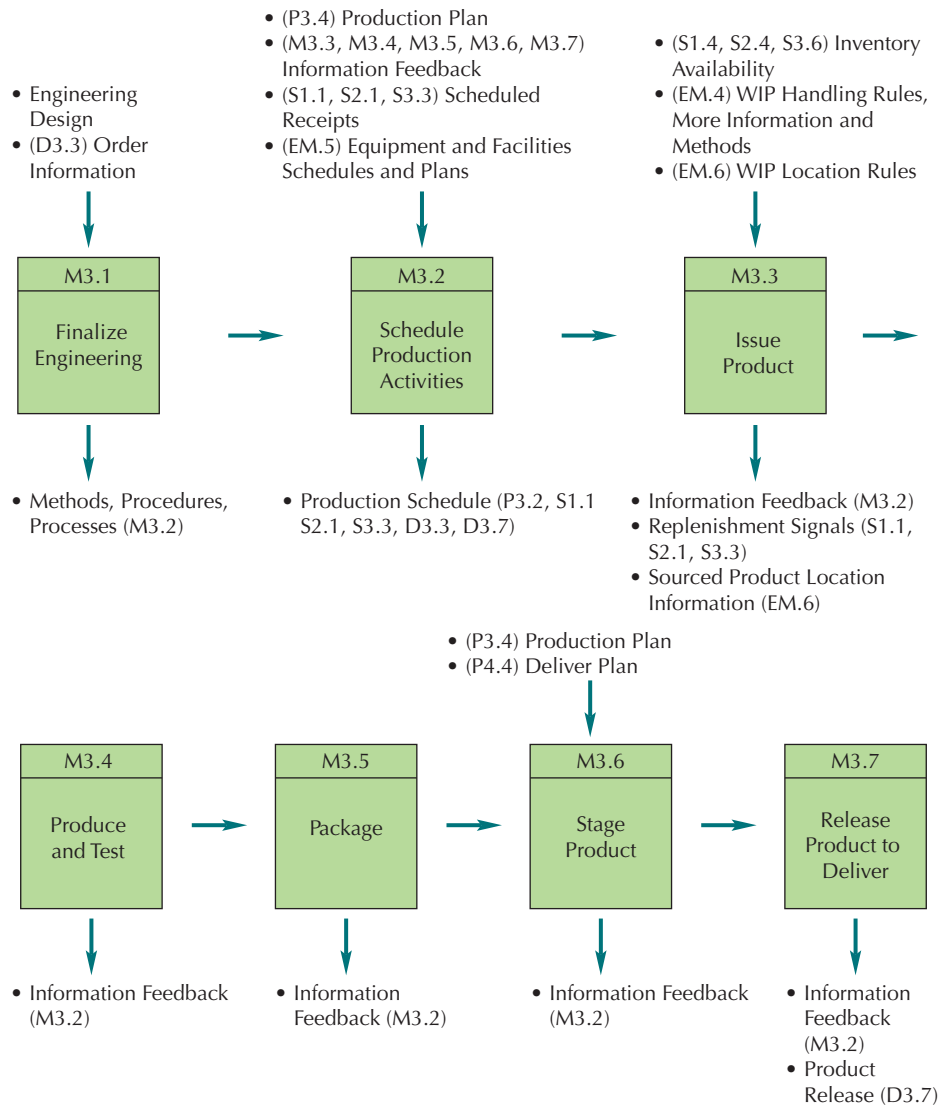 • Engineering
Design
• (D3.3) Order
Information
• (P3.4) Production Plan
• (M3.3, M3.4, M3.5, M3.6, M3.7)
Information Feedback
• (S1.1, S2.1, S3.3) Scheduled
Receipts
• (EM.5) Equipment and Facilities
Schedules and Plans
• (S1.4, S2.4, S3.6) Inventory
Availability
• (EM.4) WIP Handling Rules,
More Information and
Methods
• (EM.6) WIP Location Rules
M3.1
Finalize
Engineering
M3.2
Schedule
Production
Activities
M3.3
Issue
Product
• Methods, Procedures,
Processes (M3.2)
• Production Schedule (P3.2, S1.1
S2.1, S3.3, D3.3, D3.7)
• Information Feedback (M3.2)
• Replenishment Signals (S1.1,
S2.1, S3.3)
• Sourced Product Location
Information (EM.6)
• (P3.4) Production Plan
• (P4.4) Deliver Plan
M3.4
Produce
and Test
M3.5
Package
M3.6
Stage
Product
M3.7
Release
Product to
Deliver
• Information Feedback
(M3.2)
• Information
Feedback (M3.2)
• Information Feedback
(M3.2)
• Information
Feedback
(M3.2)
• Product
Release (D3.7)